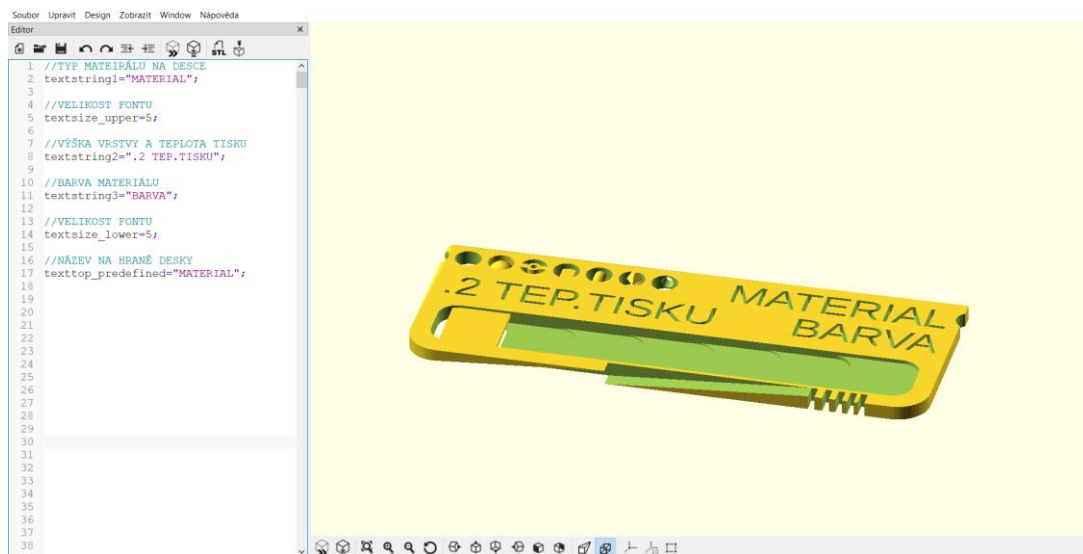 Soubor Upravit Design Zobrazit Window Nápověda
Editor
STL
1 //TYP MATEIRÁLU NA DESCE
2 textstring1="MATERIAL";
3
4 //VELIKOST FONTU
5 textsize_upper=5;
6
7 //VÝŠKA VRSTVY A TEPLOTA TISKU
8 textstring2=".2 TEP.TISKU";
9
10 //BARVA MATERIÁLU
11 textstring3="BARVA";
12
13 //VELIKOST FONTU
14 textsize_lower=5;
15
16 //NÁZEV NA HRANĚ DESKY
17 texttop_predefined="MATERIAL";
18
19
20
21
22
23
24
25
26
27
28
29
30
31
32
33
34
35
36
37
38
.2 TEP.TISKU MATERIAL
BARVA